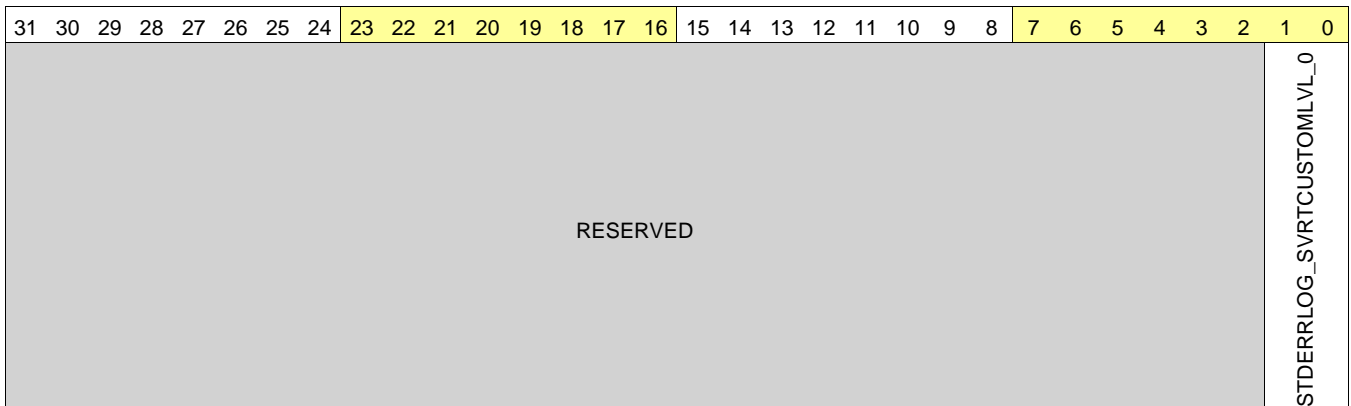 31 30 29 28 27 26 25 24 23 22 21 20 19 18 17 16 15 14 13 12 11 10 9 8 7 6 5 4 3 2 1 0
RESERVED
STDERRLOG_SVRTCUSTOMLVL_0